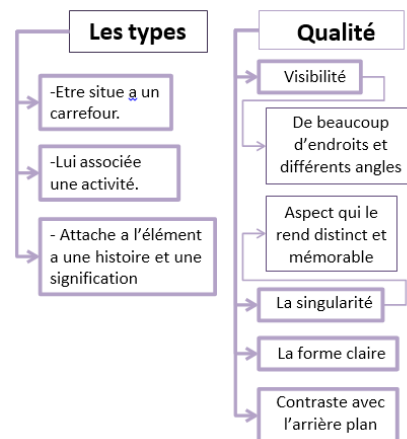 Les types
-Etre situe a un
carrefour.
-Lui associée
une activité.
- Attache a l’élément
a une histoire et une
signification
Qualité
Visibilité
De beaucoup
d’endroits et
différents angles
Aspect qui le
rend distinct et
mémorable
La singularité
La forme claire
Contraste avec
l’arrière plan